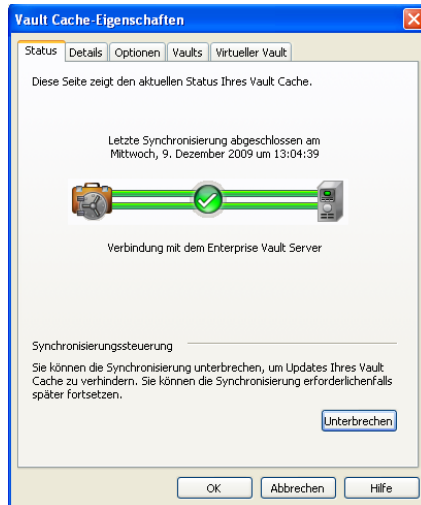 Vault Cache-Eigenschaften
Status Details Optionen Vaults Virtueller Vault
Diese Seite zeigt den aktuellen Status Ihres Vault Cache.
Letzte Synchronisierung abgeschlossen am
Mittwoch, 9. Dezember 2009 um 13:04:39
Verbindung mit dem Enterprise Vault Server
Synchronisierungssteuerung
Sie können die Synchronisierung unterbrechen, um Updates Ihres Vault
Cache zu verhindern. Sie können die Synchronisierung erforderlichenfalls
später fortsetzen.
Unterbrechen
OK Abbrechen Hilfe